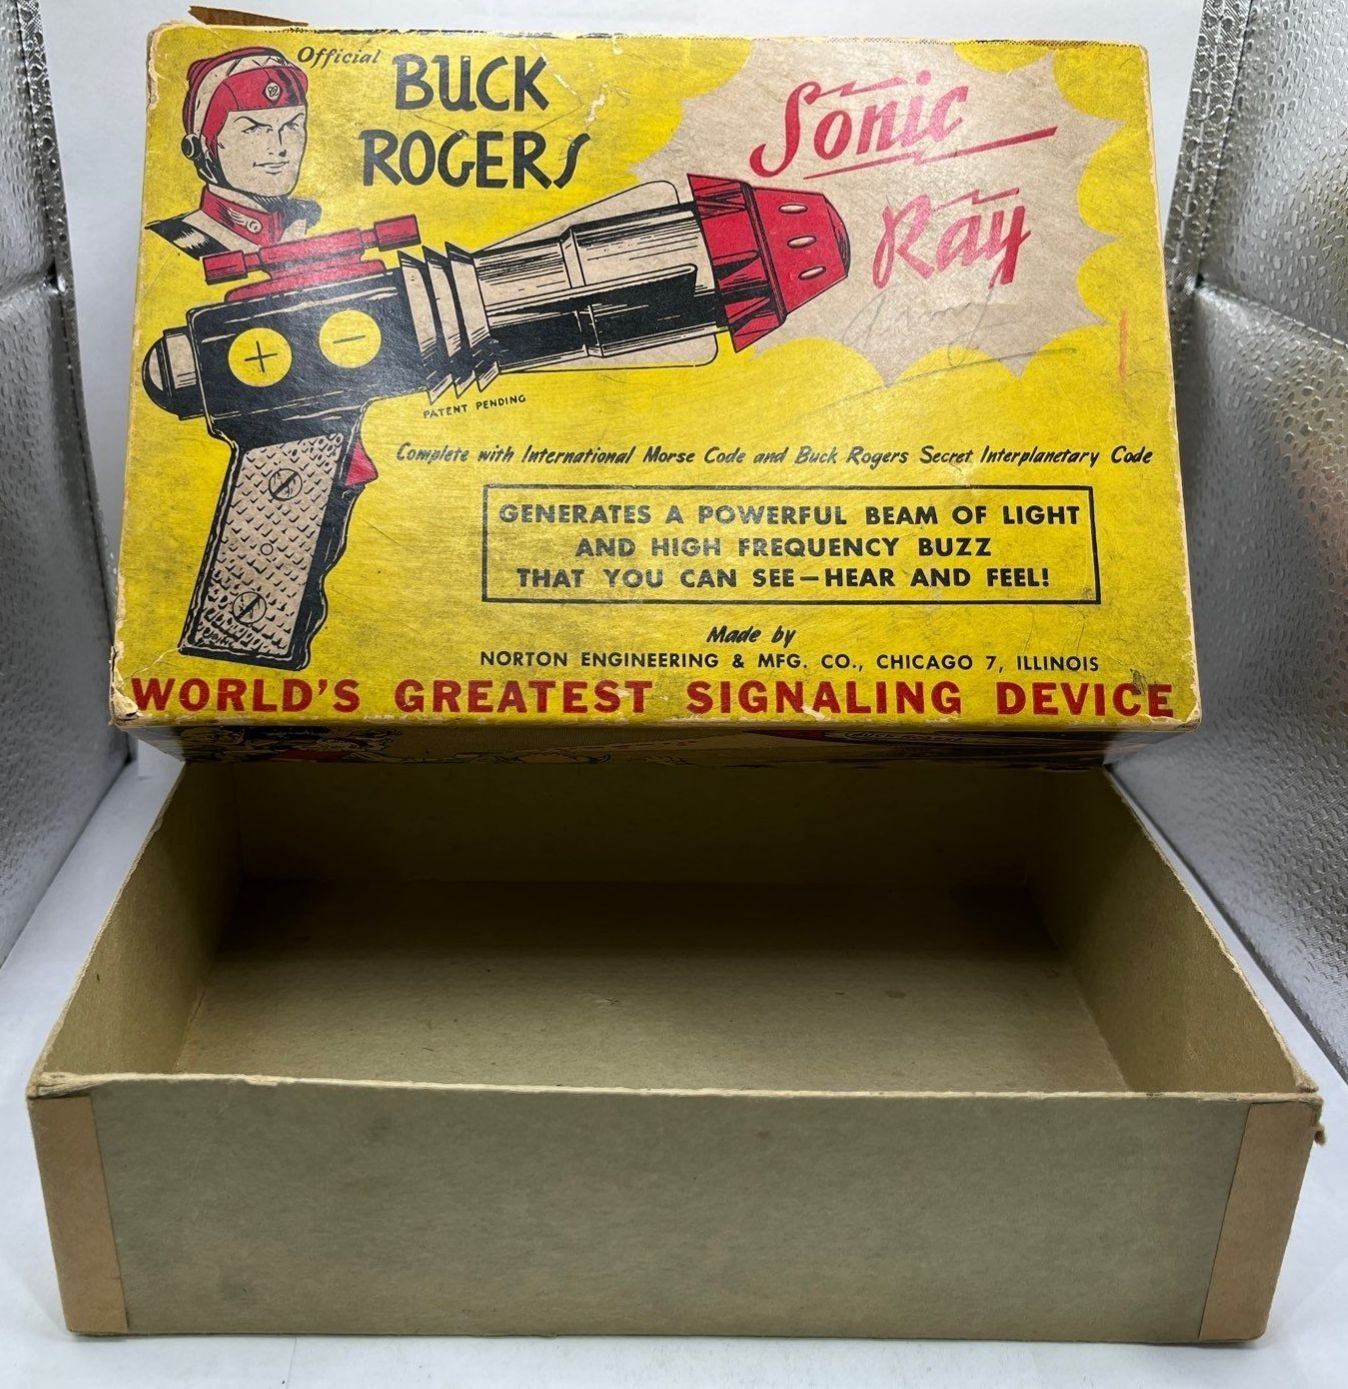 Official
BUCK
ROGERS
Sonic
Ray
+
−
PATENT PENDING
Complete with International Morse Code and Buck Rogers Secret Interplanetary Code
GENERATES A POWERFUL BEAM OF LIGHT
AND HIGH FREQUENCY BUZZ
THAT YOU CAN SEE—HEAR AND FEEL!
Made by
NORTON ENGINEERING & MFG. CO., CHICAGO 7, ILLINOIS
WORLD'S GREATEST SIGNALING DEVICE